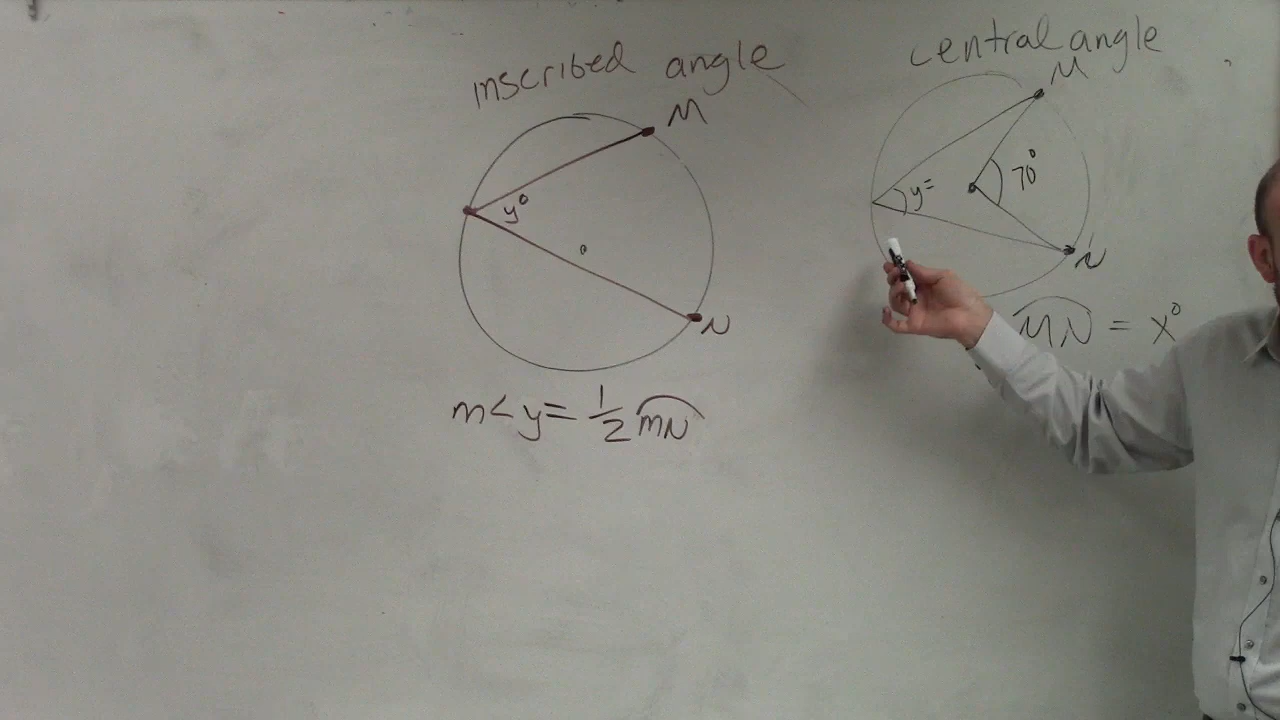 inscribed angle
M
y°
N
m< y = 1/2 mN
central angle
M
y=
70°
N
MN = x°